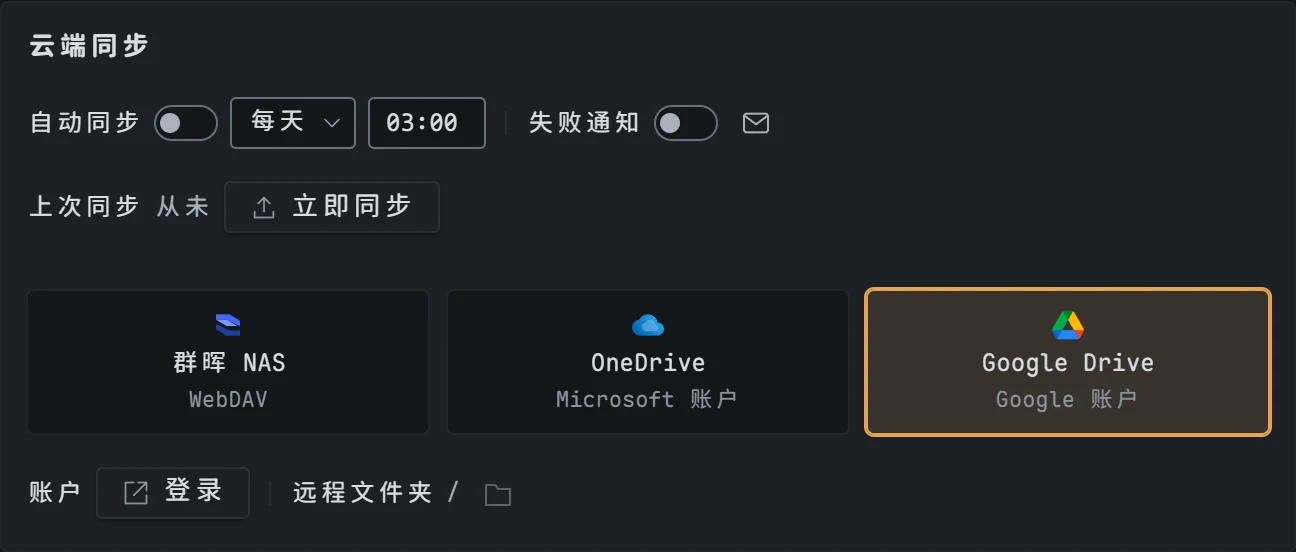 云端同步
自动同步 每天 03:00 失败通知
上次同步 从未 立即同步
群晖 NAS
WebDAV
OneDrive
Microsoft 账户
Google Drive
Google 账户
账户 登录 远程文件夹 /